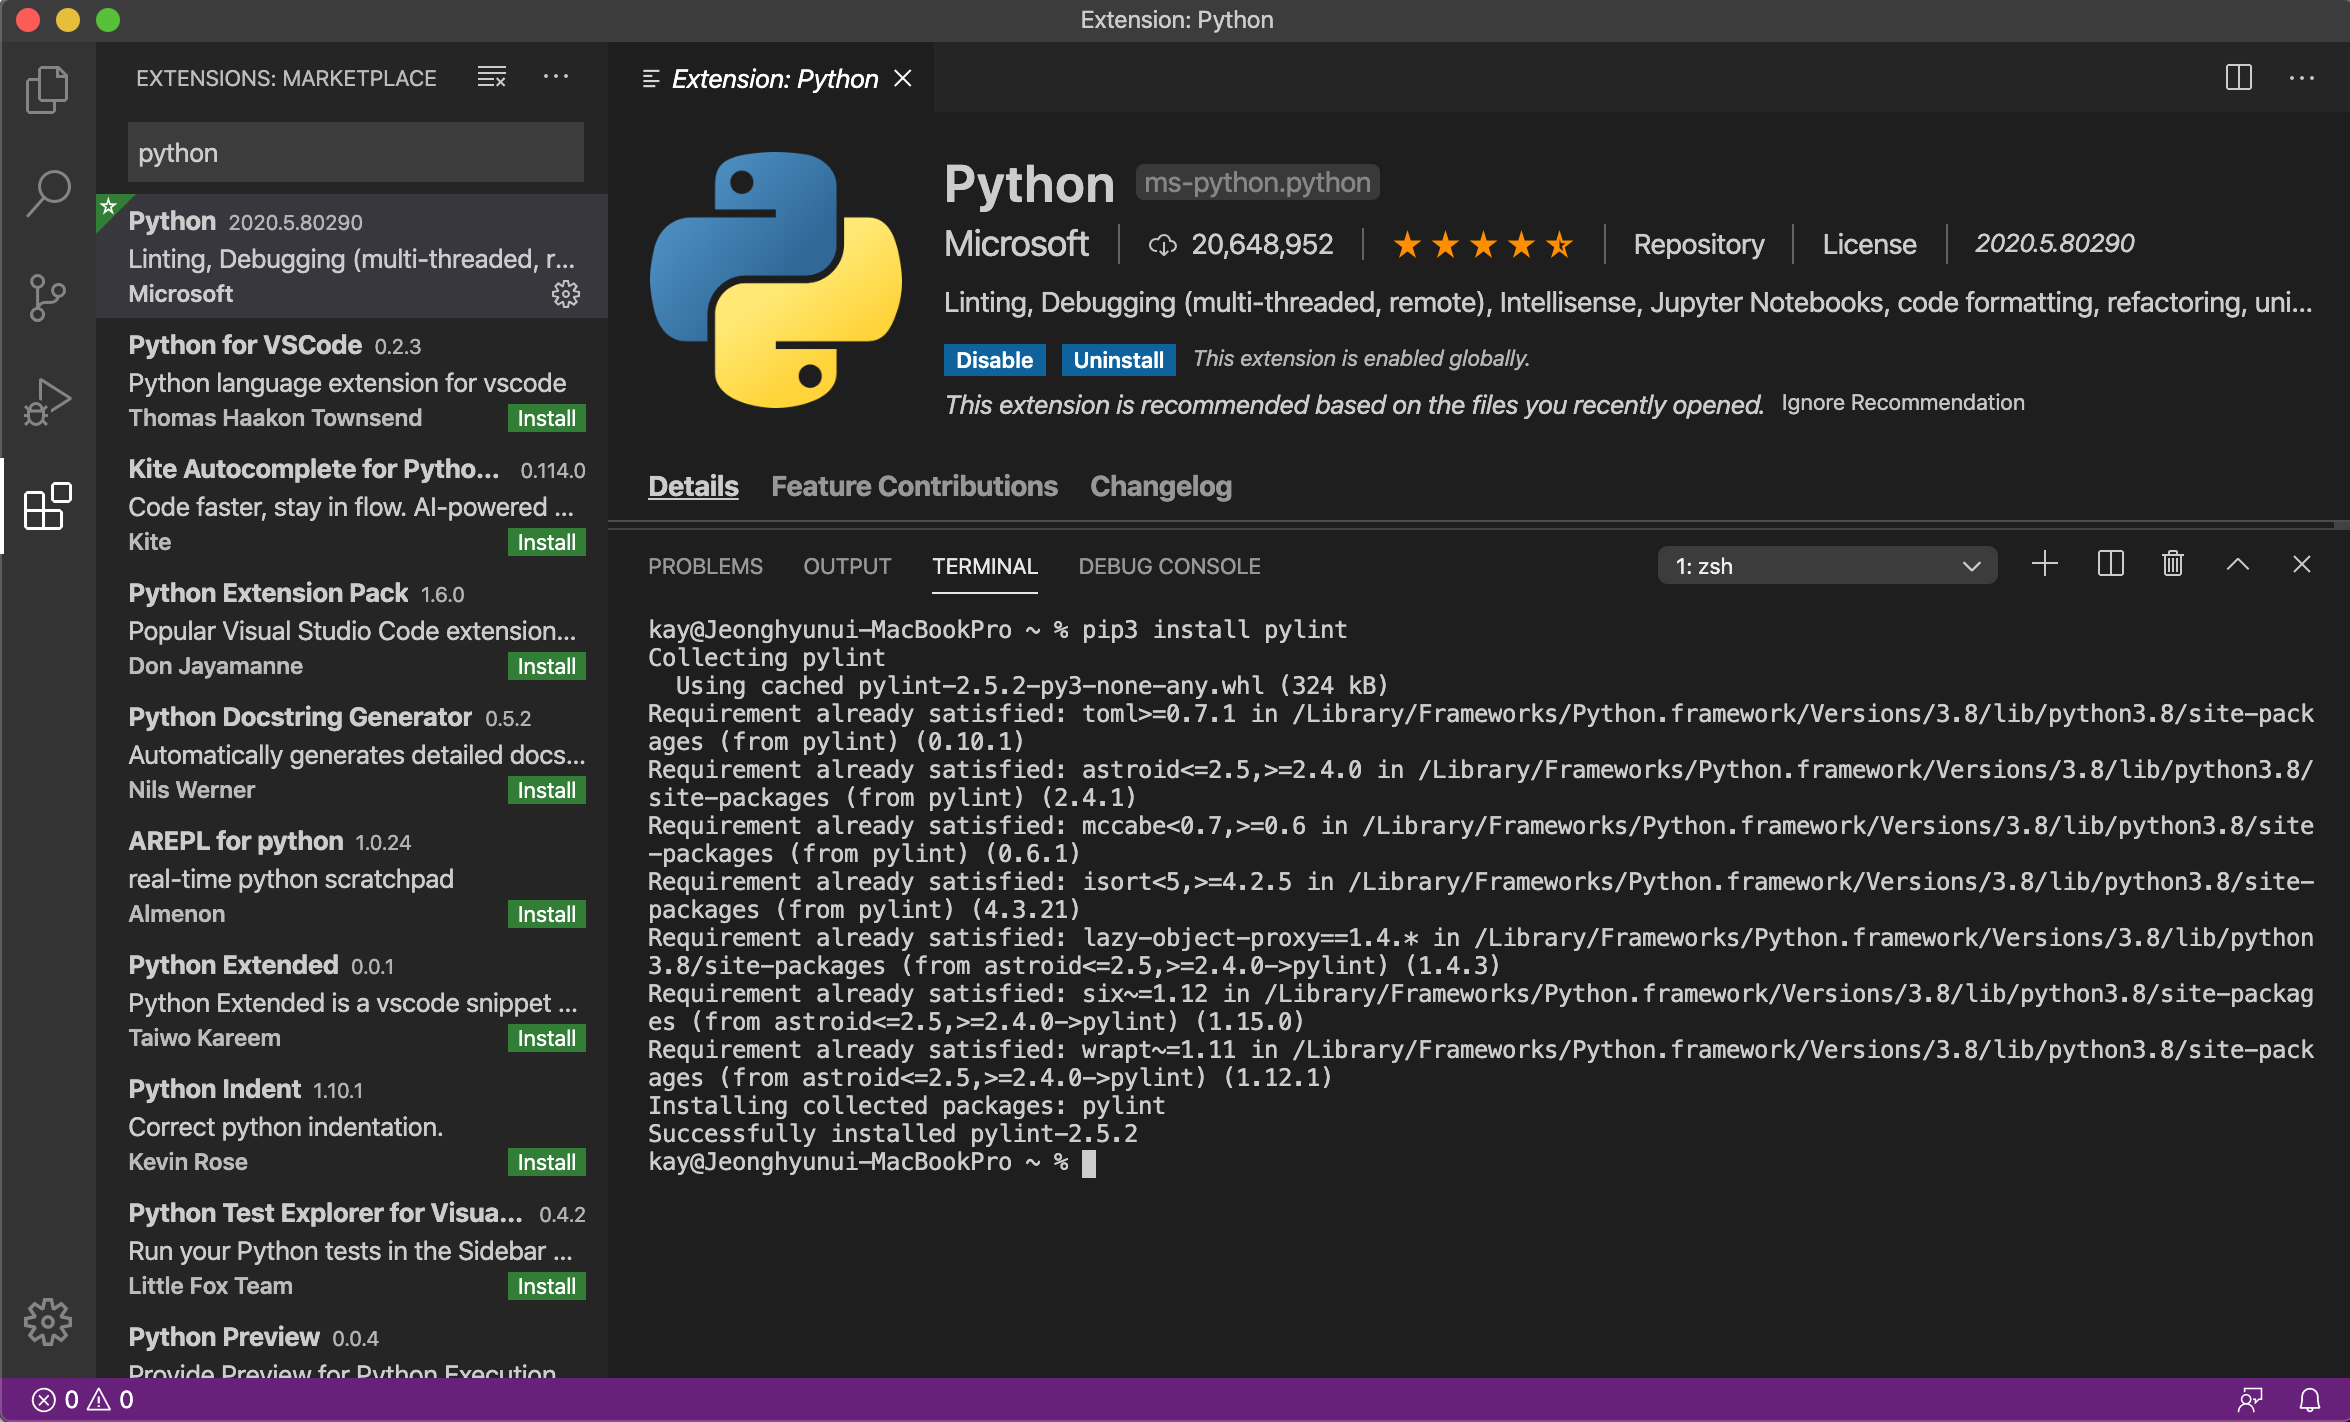 Extension: Python
EXTENSIONS: MARKETPLACE
python
Python 2020.5.80290
Linting, Debugging (multi-threaded, r...
Microsoft
Python for VSCode 0.2.3
Python language extension for vscode
Thomas Haakon Townsend Install
Kite Autocomplete for Pytho... 0.114.0
Code faster, stay in flow. AI-powered ...
Kite Install
Python Extension Pack 1.6.0
Popular Visual Studio Code extension...
Don Jayamanne Install
Python Docstring Generator 0.5.2
Automatically generates detailed docs...
Nils Werner Install
AREPL for python 1.0.24
real-time python scratchpad
Almenon Install
Python Extended 0.0.1
Python Extended is a vscode snippet ...
Taiwo Kareem Install
Python Indent 1.10.1
Correct python indentation.
Kevin Rose Install
Python Test Explorer for Visua... 0.4.2
Run your Python tests in the Sidebar ...
Little Fox Team Install
Python Preview 0.0.4
Provide Preview for Python Execution
Extension: Python
Python ms-python.python
Microsoft 20,648,952 Repository License 2020.5.80290
Linting, Debugging (multi-threaded, remote), Intellisense, Jupyter Notebooks, code formatting, refactoring, uni...
Disable Uninstall This extension is enabled globally.
This extension is recommended based on the files you recently opened. Ignore Recommendation
Details Feature Contributions Changelog
PROBLEMS OUTPUT TERMINAL DEBUG CONSOLE 1: zsh
kay@Jeonghyunui-MacBookPro ~ % pip3 install pylint
Collecting pylint
  Using cached pylint-2.5.2-py3-none-any.whl (324 kB)
Requirement already satisfied: toml>=0.7.1 in /Library/Frameworks/Python.framework/Versions/3.8/lib/python3.8/site-pack
ages (from pylint) (0.10.1)
Requirement already satisfied: astroid<=2.5,>=2.4.0 in /Library/Frameworks/Python.framework/Versions/3.8/lib/python3.8/
site-packages (from pylint) (2.4.1)
Requirement already satisfied: mccabe<0.7,>=0.6 in /Library/Frameworks/Python.framework/Versions/3.8/lib/python3.8/site
-packages (from pylint) (0.6.1)
Requirement already satisfied: isort<5,>=4.2.5 in /Library/Frameworks/Python.framework/Versions/3.8/lib/python3.8/site-
packages (from pylint) (4.3.21)
Requirement already satisfied: lazy-object-proxy==1.4.* in /Library/Frameworks/Python.framework/Versions/3.8/lib/python
3.8/site-packages (from astroid<=2.5,>=2.4.0->pylint) (1.4.3)
Requirement already satisfied: six~=1.12 in /Library/Frameworks/Python.framework/Versions/3.8/lib/python3.8/site-packag
es (from astroid<=2.5,>=2.4.0->pylint) (1.15.0)
Requirement already satisfied: wrapt~=1.11 in /Library/Frameworks/Python.framework/Versions/3.8/lib/python3.8/site-pack
ages (from astroid<=2.5,>=2.4.0->pylint) (1.12.1)
Installing collected packages: pylint
Successfully installed pylint-2.5.2
kay@Jeonghyunui-MacBookPro ~ %
0 0